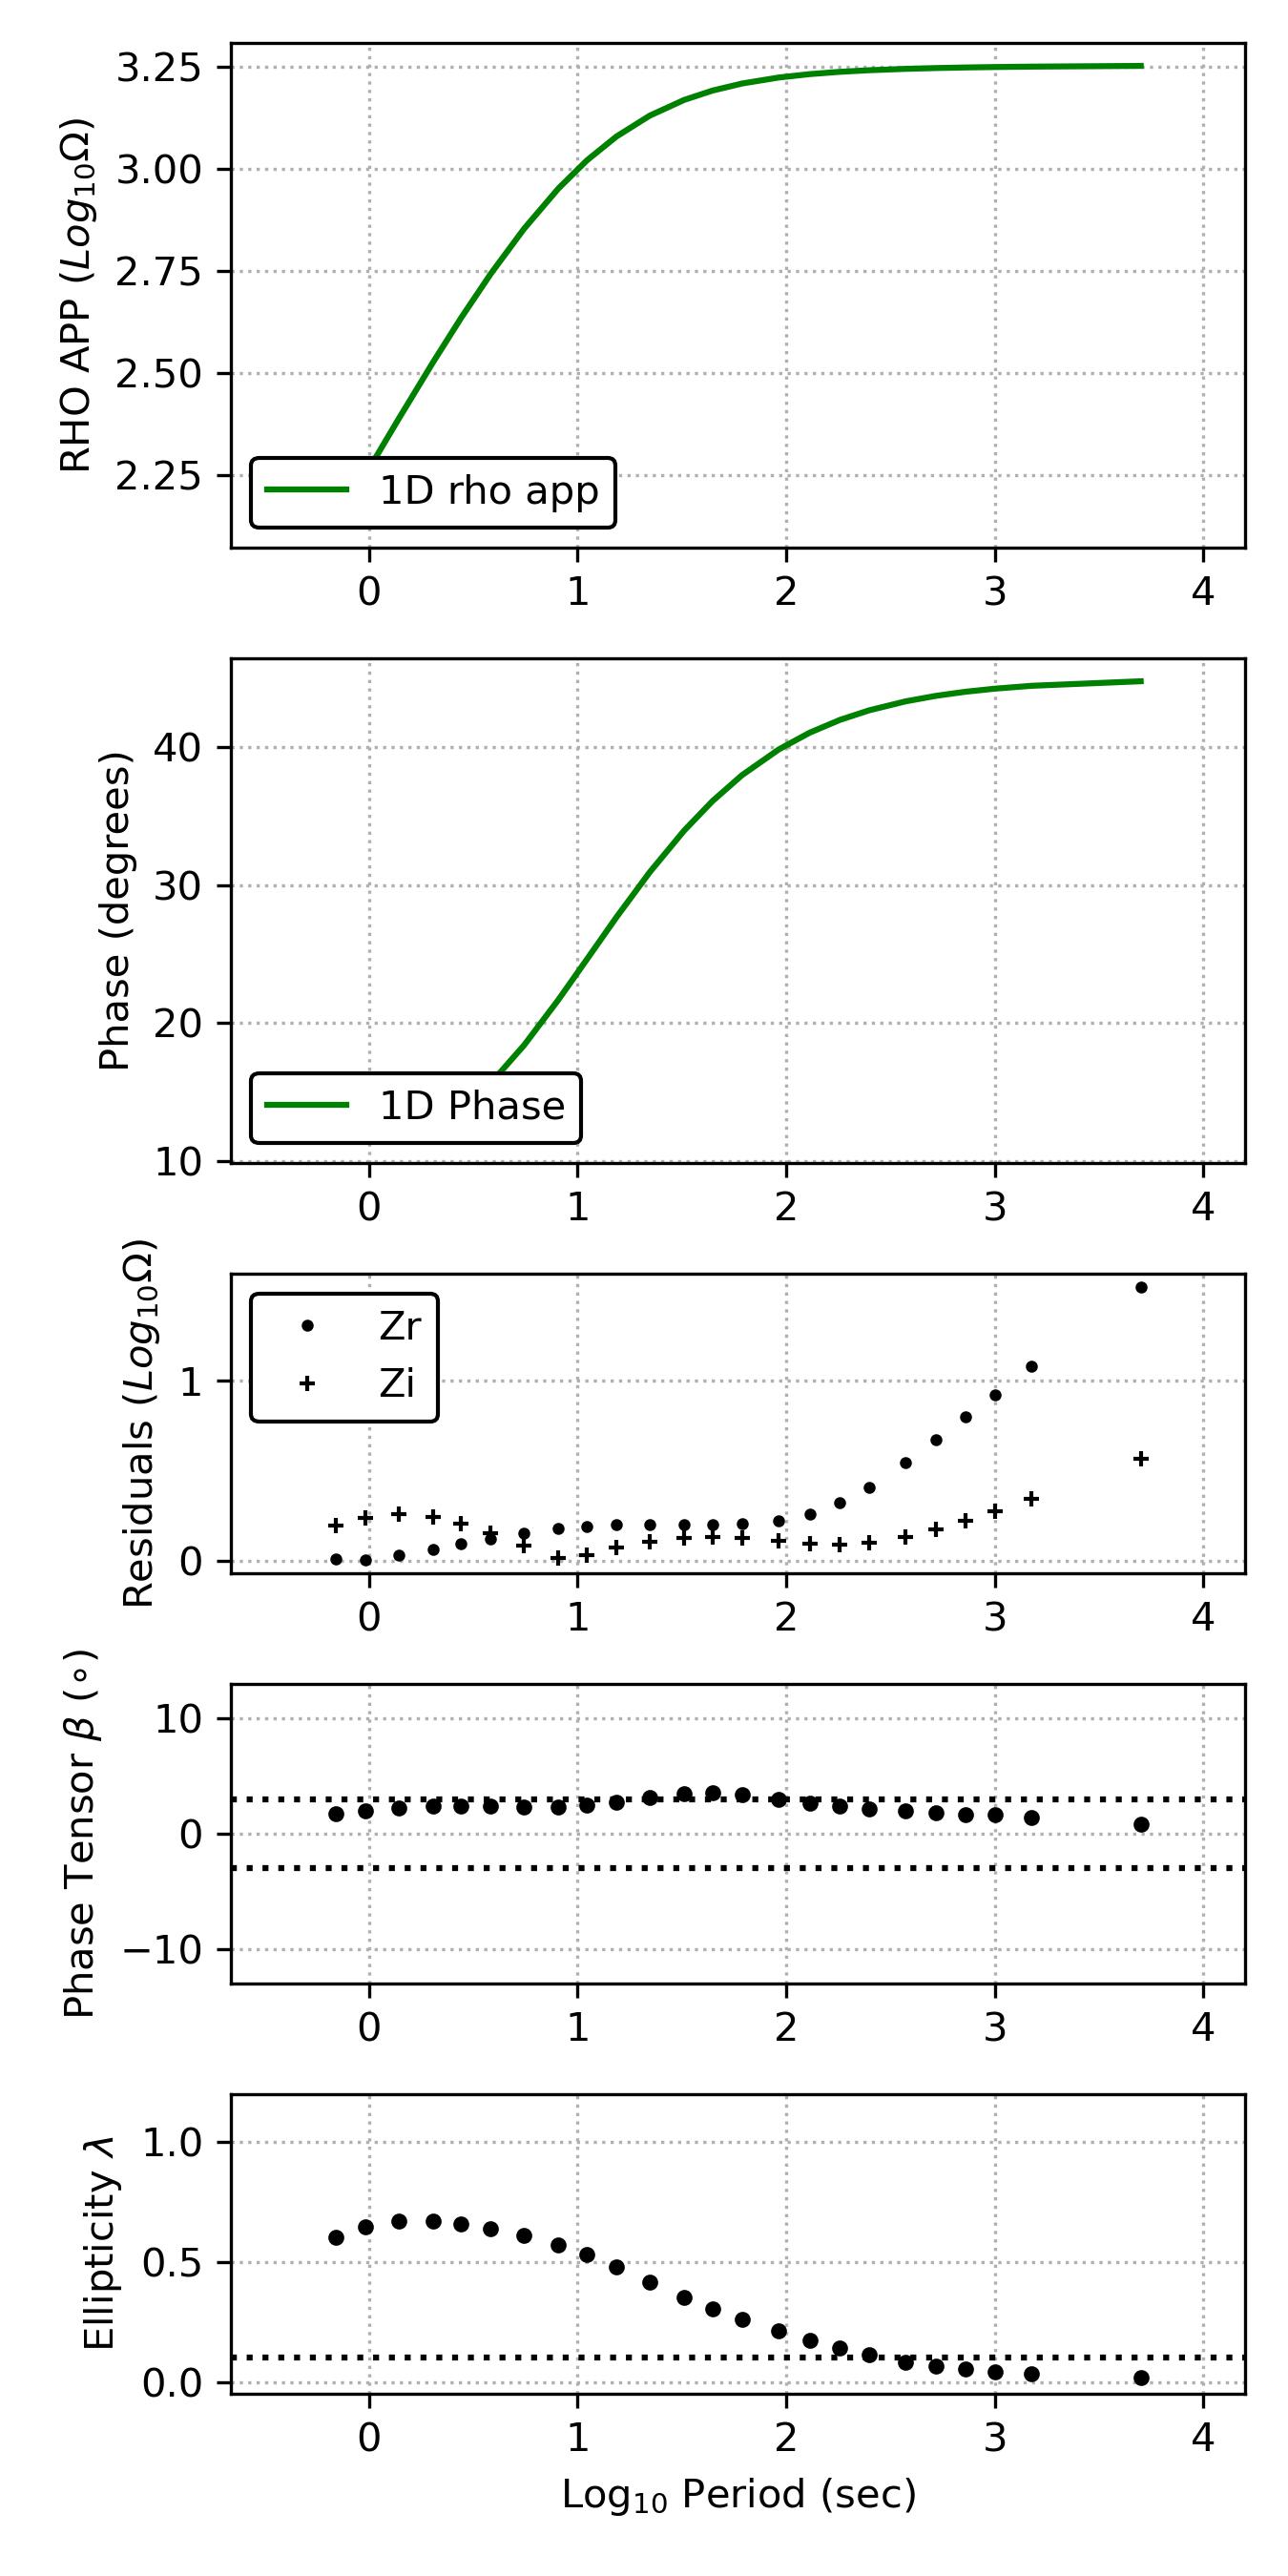 RHO APP (Log₁₀Ω)
3.25
3.00
2.75
2.50
2.25
1D rho app
0 1 2 3 4
Phase (degrees)
40
30
20
10
1D Phase
0 1 2 3 4
Residuals (Log₁₀Ω)
1
0
Zr
Zi
0 1 2 3 4
Phase Tensor β (∘)
10
0
−10
0 1 2 3 4
Ellipticity λ
1.0
0.5
0.0
0 1 2 3 4
Log₁₀ Period (sec)